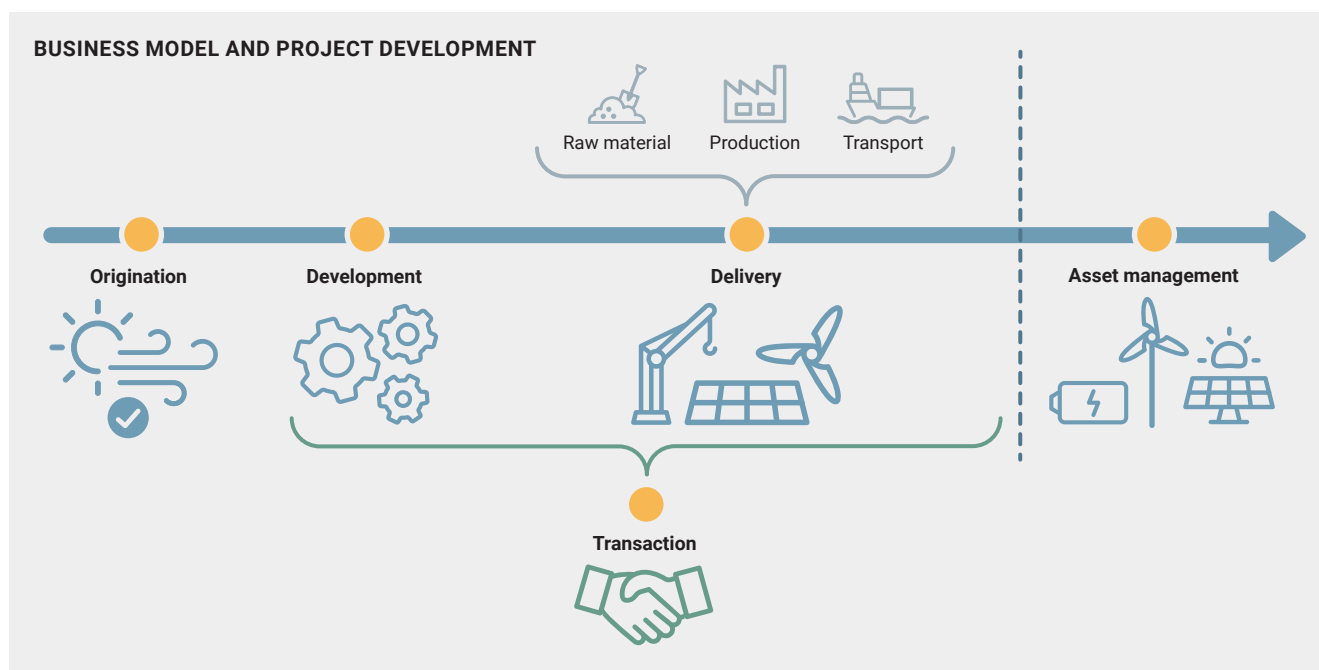 BUSINESS MODEL AND PROJECT DEVELOPMENT
Raw material
Production
Transport
Origination
Development
Delivery
Asset management
Transaction